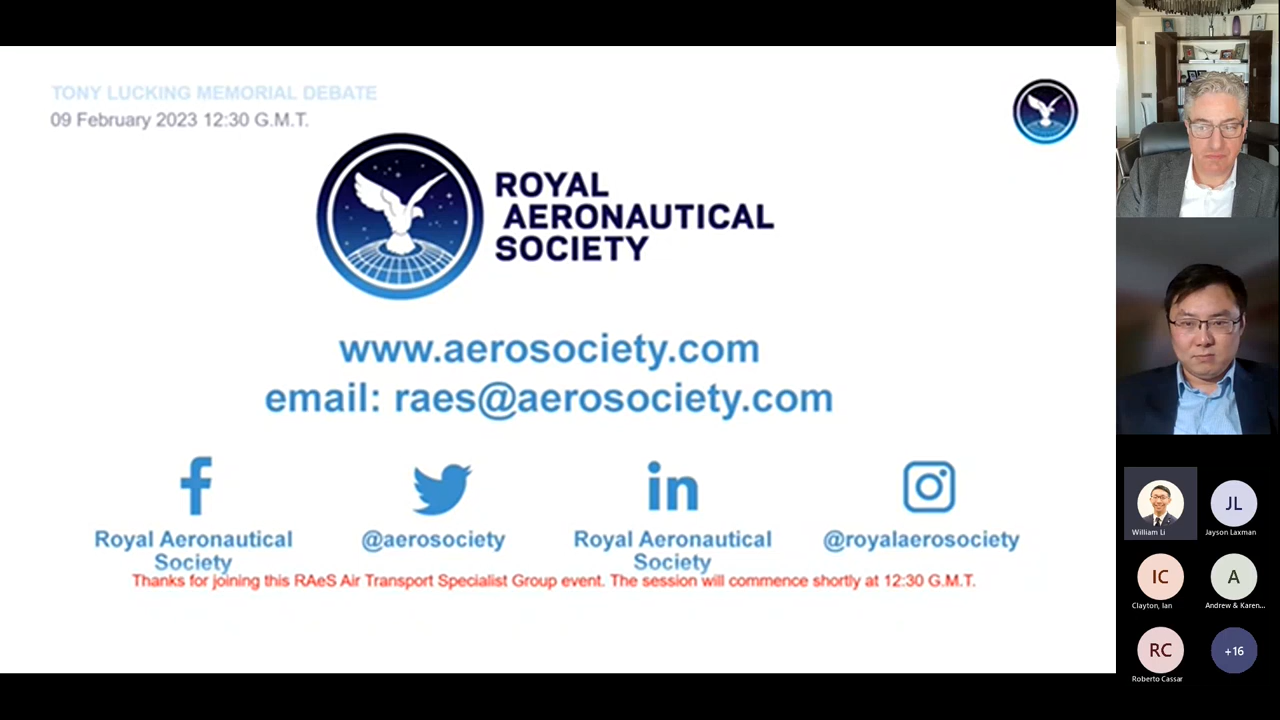 TONY LUCKING MEMORIAL DEBATE
09 February 2023 12:30 G.M.T.
ROYAL
AERONAUTICAL
SOCIETY
www.aerosociety.com
email: raes@aerosociety.com
Royal Aeronautical
Society
@aerosociety
Royal Aeronautical
Society
@royalaerosociety
Thanks for joining this RAeS Air Transport Specialist Group event. The session will commence shortly at 12:30 G.M.T.
William Li
JL
Jayson Laxman
IC
Clayton, Ian
A
Andrew & Karen...
RC
Roberto Cassar
+16